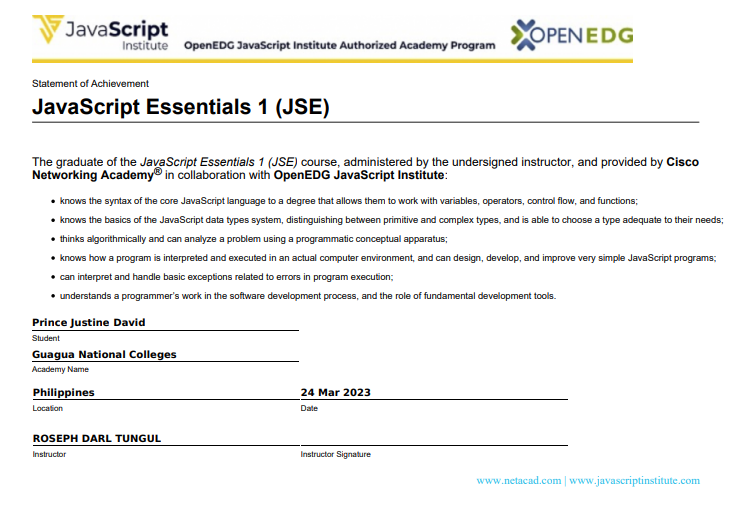 JavaScript
Institute
OpenEDG JavaScript Institute Authorized Academy Program
OPENEDG
Statement of Achievement
JavaScript Essentials 1 (JSE)
The graduate of the JavaScript Essentials 1 (JSE) course, administered by the undersigned instructor, and provided by Cisco
Networking Academy® in collaboration with OpenEDG JavaScript Institute:
• knows the syntax of the core JavaScript language to a degree that allows them to work with variables, operators, control flow, and functions;
• knows the basics of the JavaScript data types system, distinguishing between primitive and complex types, and is able to choose a type adequate to their needs;
• thinks algorithmically and can analyze a problem using a programmatic conceptual apparatus;
• knows how a program is interpreted and executed in an actual computer environment, and can design, develop, and improve very simple JavaScript programs;
• can interpret and handle basic exceptions related to errors in program execution;
• understands a programmer's work in the software development process, and the role of fundamental development tools.
Prince Justine David
Student
Guagua National Colleges
Academy Name
Philippines 24 Mar 2023
Location Date
ROSEPH DARL TUNGUL
Instructor Instructor Signature
www.netacad.com | www.javascriptinstitute.com